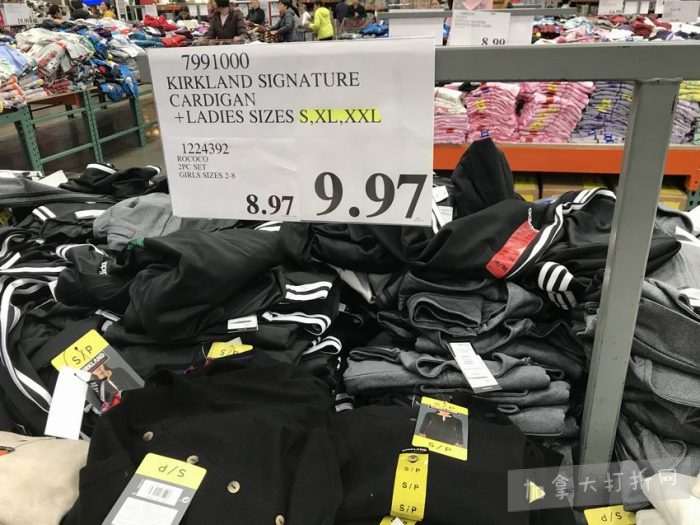 8.99
7991000
KIRKLAND SIGNATURE
CARDIGAN
+LADIES SIZES S,XL,XXL
1224392
ROCOCO
2PC SET
GIRLS SIZES 2-8
8.97
9.97
S/P
S/P
S/P
S/P
S/P
S/P
S/P
拿大打折网